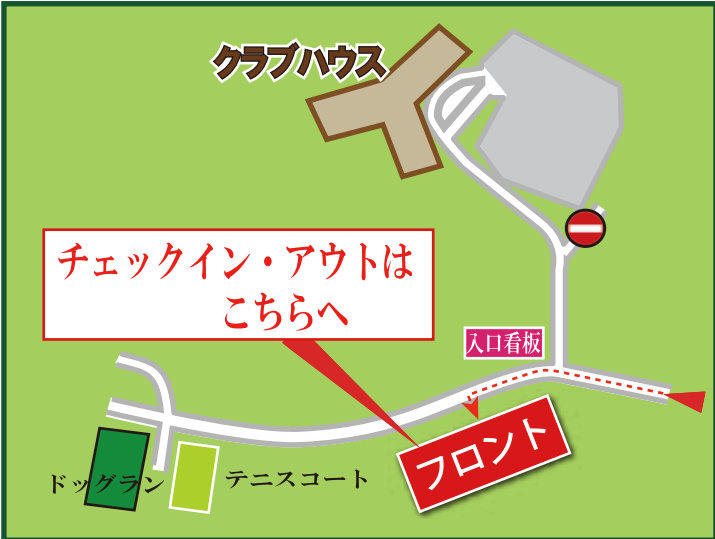 クラブハウス
チェックイン・アウトは
こちらへ
入口看板
フロント
ドッグラン
テニスコート